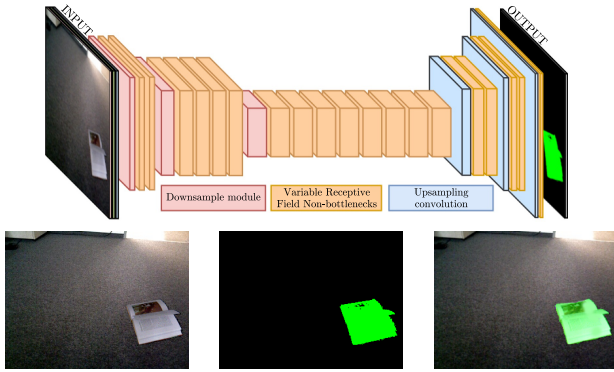 INPUT
OUTPUT
Downsample module
Variable Receptive
Field Non-bottlenecks
Upsampling
convolution